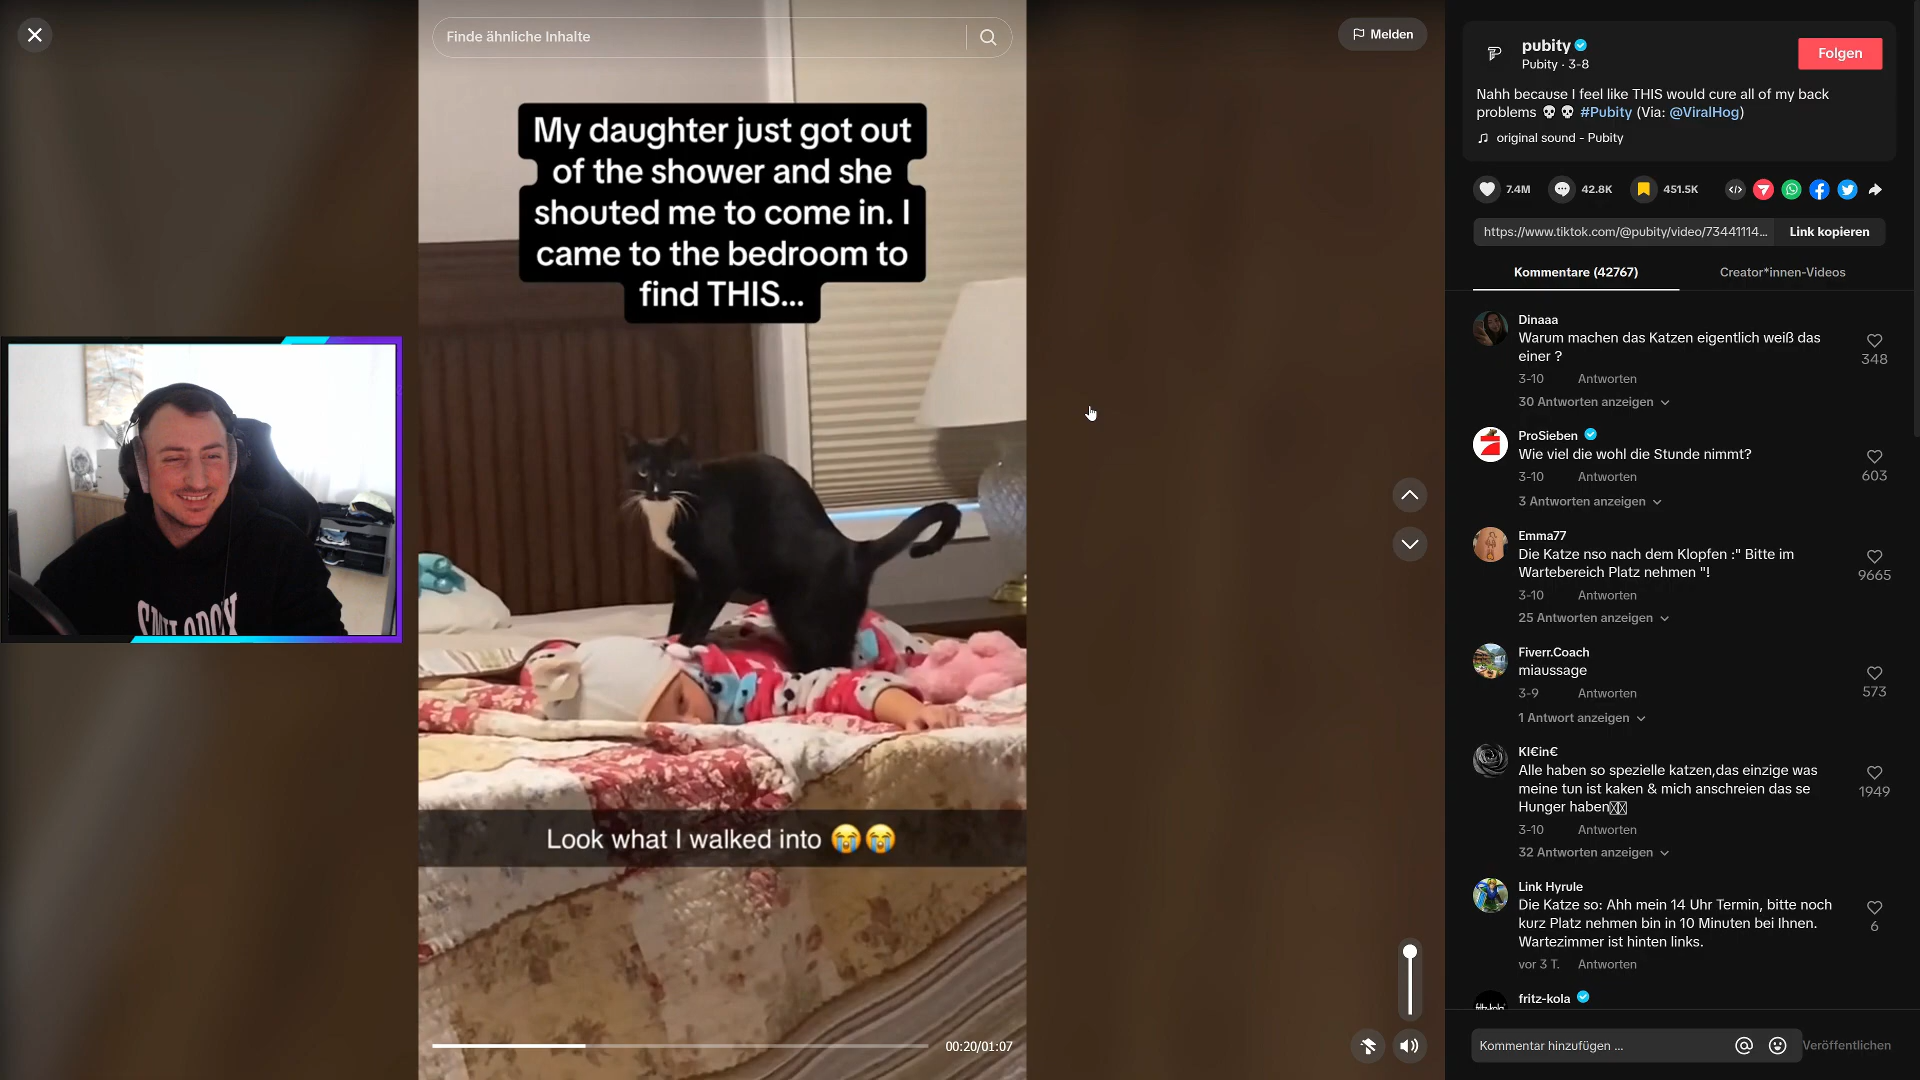 Finde ähnliche Inhalte
Melden
My daughter just got out
of the shower and she
shouted me to come in. I
came to the bedroom to
find THIS...
Look what I walked into 😭😭
00:20/01:07
pubity
Pubity · 3-8
Folgen
Nahh because I feel like THIS would cure all of my back
problems 💀 💀 #Pubity (Via: @ViralHog)
original sound - Pubity
7.4M
42.8K
451.5K
https://www.tiktok.com/@pubity/video/73441114...
Link kopieren
Kommentare (42767)
Creator*innen-Videos
Dinaaa
Warum machen das Katzen eigentlich weiß das
einer ?
348
3-10 Antworten
30 Antworten anzeigen
ProSieben
Wie viel die wohl die Stunde nimmt?
603
3-10 Antworten
3 Antworten anzeigen
Emma77
Die Katze nso nach dem Klopfen :" Bitte im
Wartebereich Platz nehmen "!
9665
3-10 Antworten
25 Antworten anzeigen
Fiverr.Coach
miaussage
573
3-9 Antworten
1 Antwort anzeigen
Kl€in€
Alle haben so spezielle katzen,das einzige was
meine tun ist kaken & mich anschreien das se
Hunger haben
1949
3-10 Antworten
32 Antworten anzeigen
Link Hyrule
Die Katze so: Ahh mein 14 Uhr Termin, bitte noch
kurz Platz nehmen bin in 10 Minuten bei Ihnen.
Wartezimmer ist hinten links.
6
vor 3 T. Antworten
fritz-kola
Kommentar hinzufügen ...
Veröffentlichen